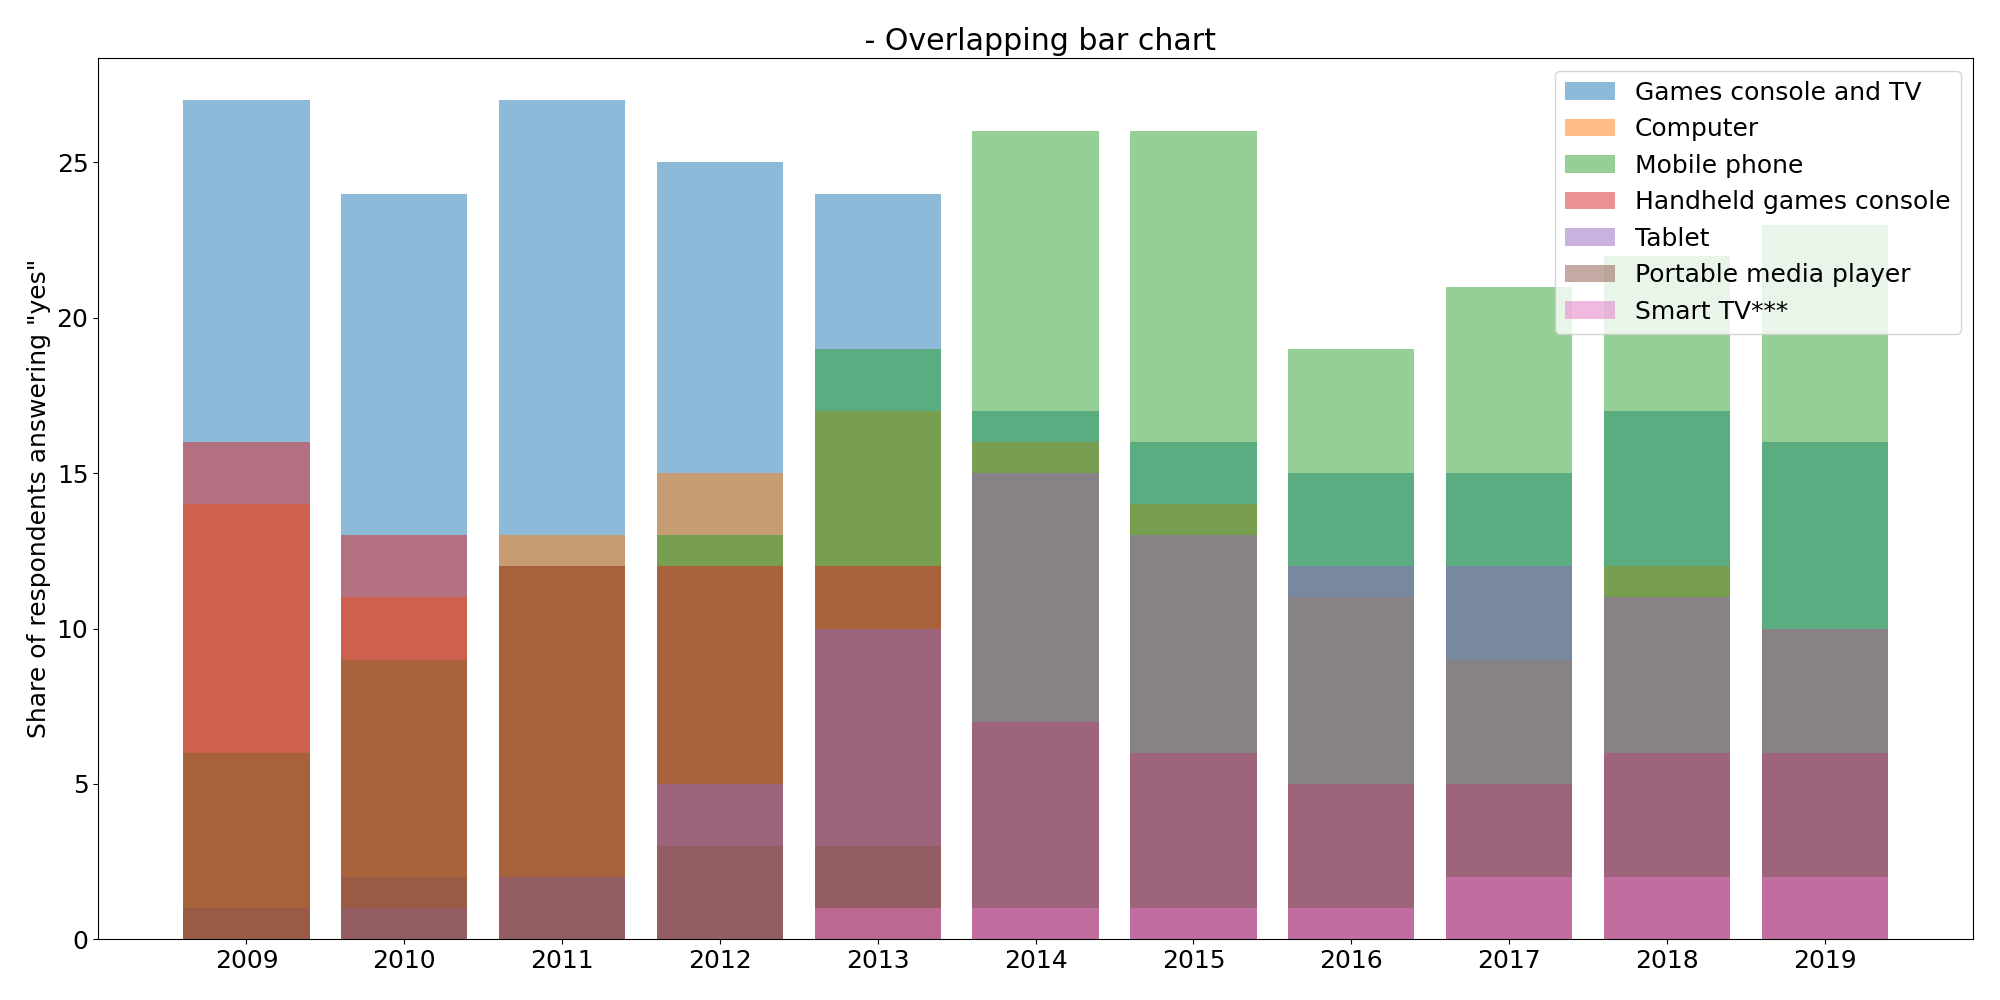 - Overlapping bar chart
Share of respondents answering "yes"
25
20
15
10
5
0
Games console and TV
Computer
Mobile phone
Handheld games console
Tablet
Portable media player
Smart TV***
2009 2010 2011 2012 2013 2014 2015 2016 2017 2018 2019